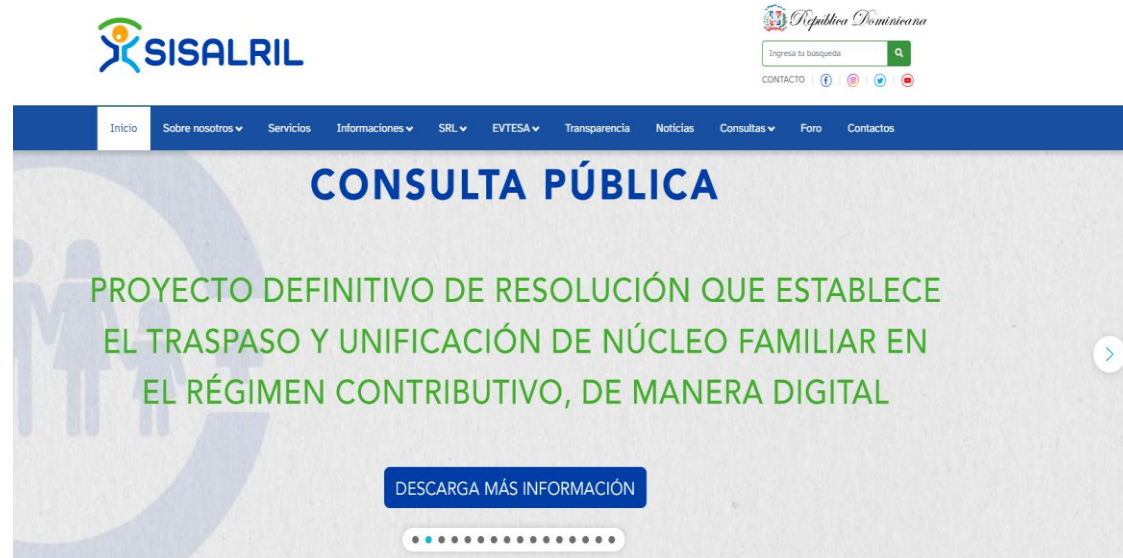 SISALRIL
República Dominicana
Ingresa tu búsqueda
CONTACTO
Inicio Sobre nosotros Servicios Informaciones SRL EVTESA Transparencia Noticias Consultas Foro Contactos
CONSULTA PÚBLICA
PROYECTO DEFINITIVO DE RESOLUCIÓN QUE ESTABLECE
EL TRASPASO Y UNIFICACIÓN DE NÚCLEO FAMILIAR EN
EL RÉGIMEN CONTRIBUTIVO, DE MANERA DIGITAL
DESCARGA MÁS INFORMACIÓN